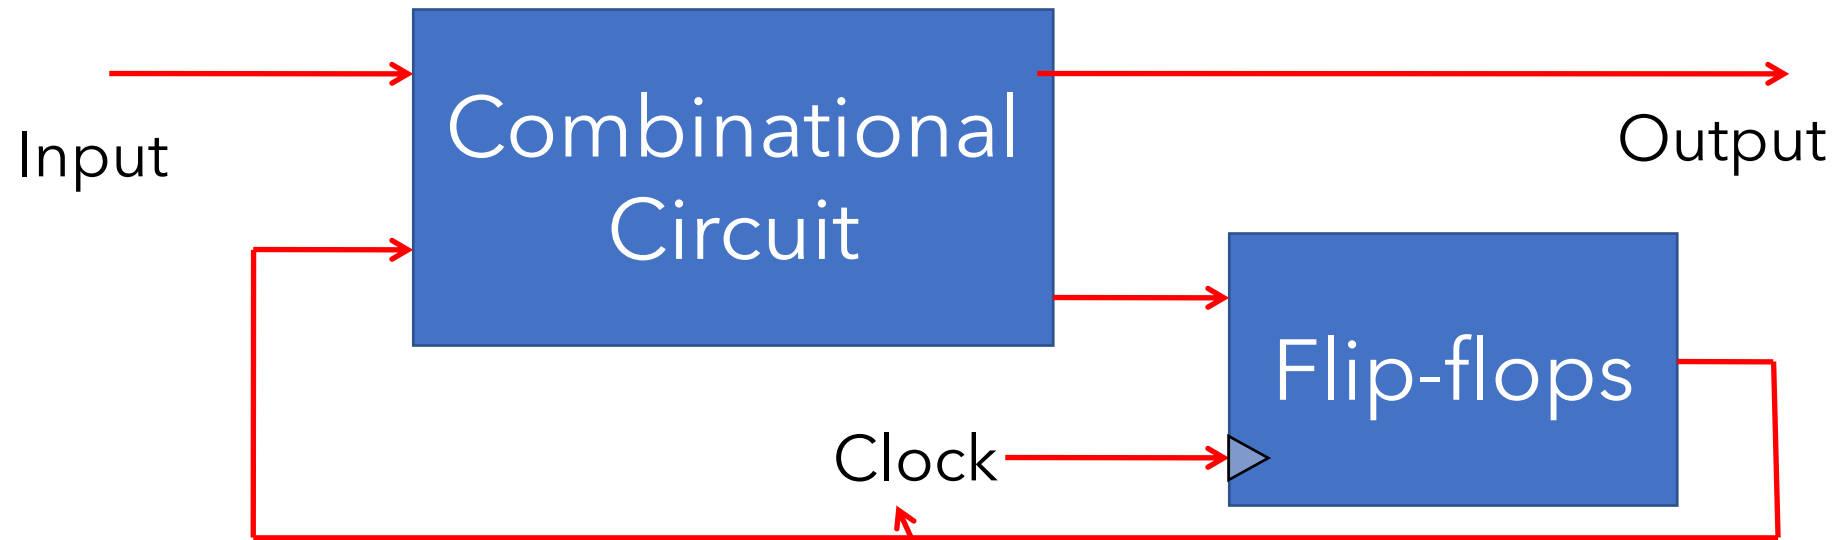 Input
Combinational
Circuit
Output
Flip-flops
Clock